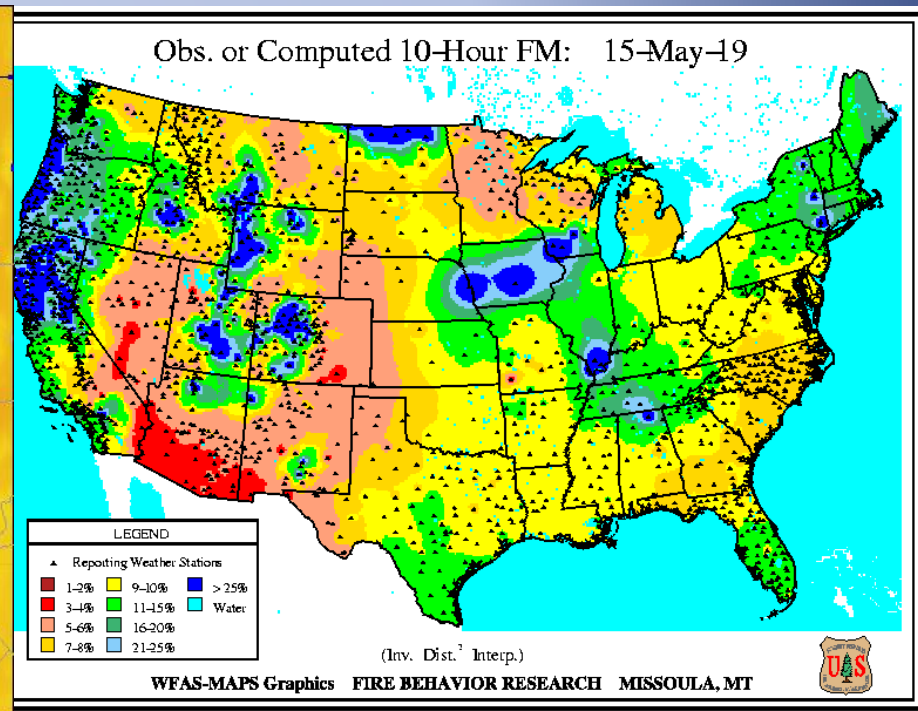 Obs. or Computed 10-Hour FM: 15-May-19
LEGEND
Reporting Weather Stations
1-2% 9-10% > 25%
3-4% 11-15% Water
5-6% 16-20%
7-8% 21-25%
(Inv. Dist.² Interp.)
WFAS-MAPS Graphics FIRE BEHAVIOR RESEARCH MISSOULA, MT
U S